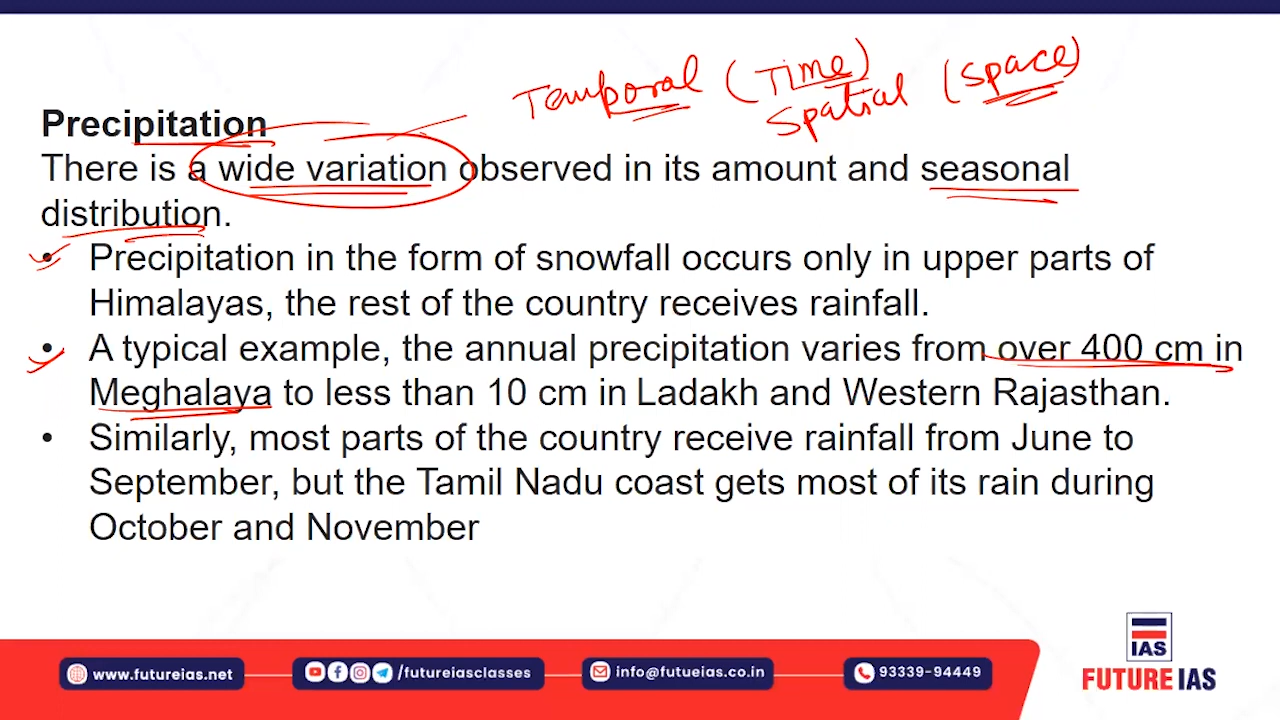 Temporal (Time)
Spatial (Space)
Precipitation
There is a wide variation observed in its amount and seasonal
distribution.
• Precipitation in the form of snowfall occurs only in upper parts of
Himalayas, the rest of the country receives rainfall.
• A typical example, the annual precipitation varies from over 400 cm in
Meghalaya to less than 10 cm in Ladakh and Western Rajasthan.
• Similarly, most parts of the country receive rainfall from June to
September, but the Tamil Nadu coast gets most of its rain during
October and November
IAS
FUTURE IAS
www.futureias.net
/futureiasclasses
info@futueias.co.in
93339-94449